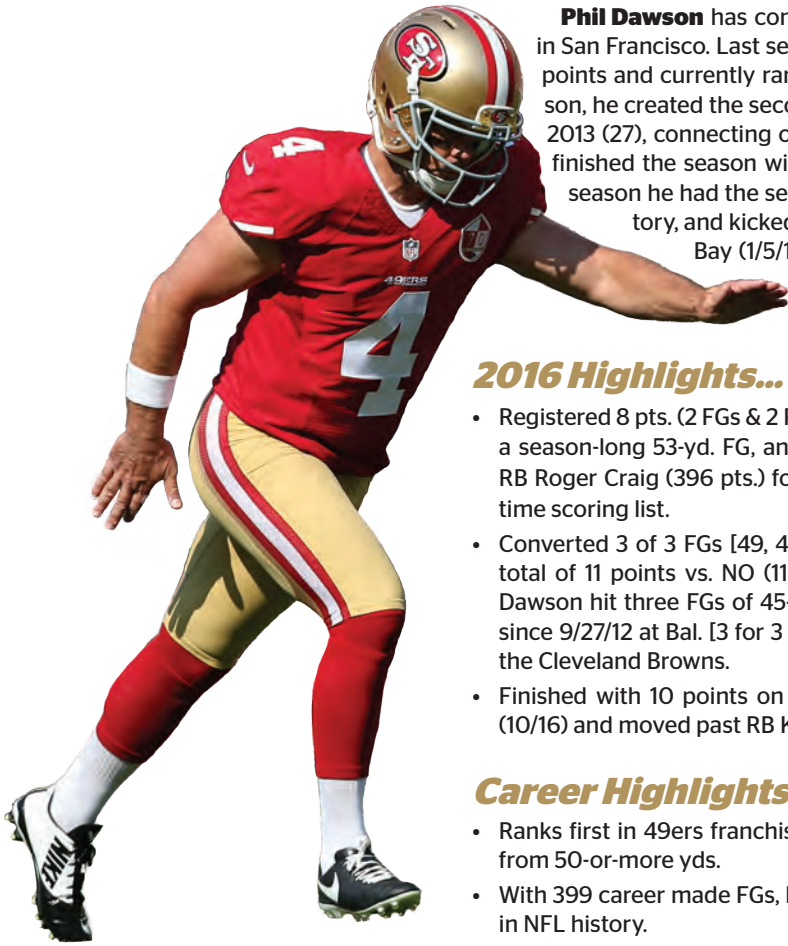 Phil Dawson has con
in San Francisco. Last se
points and currently ran
son, he created the seco
2013 (27), connecting o
finished the season wi
season he had the se
tory, and kicked
Bay (1/5/1
2016 Highlights...
• Registered 8 pts. (2 FGs & 2 P
a season-long 53-yd. FG, an
RB Roger Craig (396 pts.) fo
time scoring list.
• Converted 3 of 3 FGs [49, 4
total of 11 points vs. NO (11
Dawson hit three FGs of 45-
since 9/27/12 at Bal. [3 for 3
the Cleveland Browns.
• Finished with 10 points on
(10/16) and moved past RB K
Career Highlights
• Ranks first in 49ers franchis
from 50-or-more yds.
• With 399 career made FGs, 
in NFL history.
SF
4
70
NFL
49ERS
4
NIKE